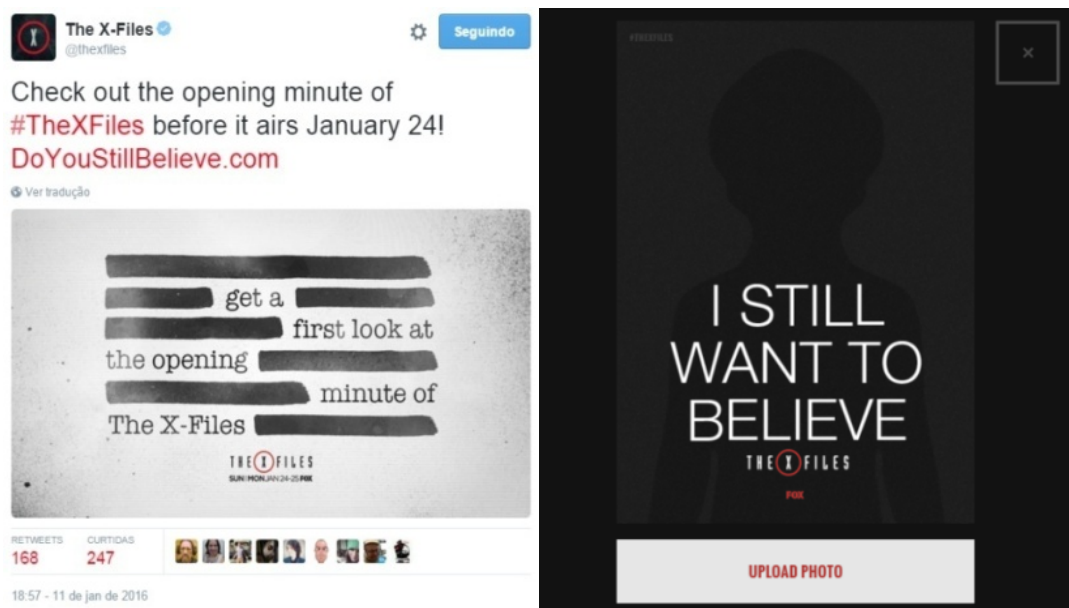 The X-Files
@thexfiles
Seguindo
Check out the opening minute of
#TheXFiles before it airs January 24!
DoYouStillBelieve.com
Ver tradução
get a
first look at
the opening
minute of
The X-Files
THE X FILES
SUN/MON JAN 24-25 FOX
RETWEETS
CURTIDAS
168
247
18:57 - 11 de jan de 2016
#THEXFILES
I STILL
WANT TO
BELIEVE
THE X FILES
FOX
UPLOAD PHOTO